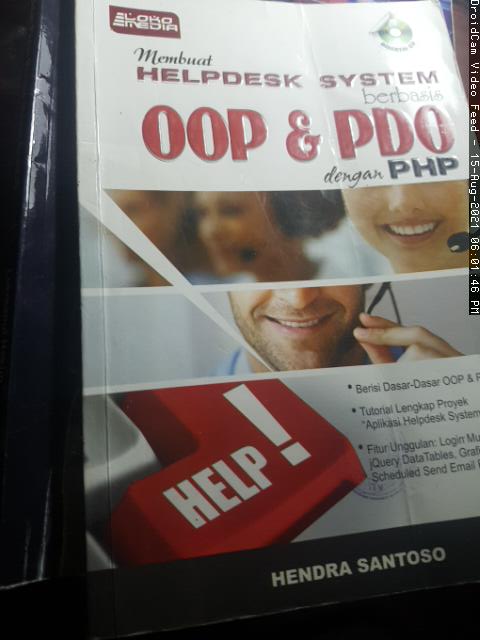 LOKO
MEDIA
Membuat
HELPDESK SYSTEM
berbasis
OOP & PDO
dengan PHP
• Berisi Dasar-Dasar OOP & P
• Tutorial Lengkap Proyek
"Aplikasi Helpdesk System
• Fitur Unggulan: Login Mu
jQuery DataTables, Grafi
Scheduled Send Email
HELP!
HENDRA SANTOSO
DroidCam Video Feed - 15-Aug-2021 06:01:46 PM